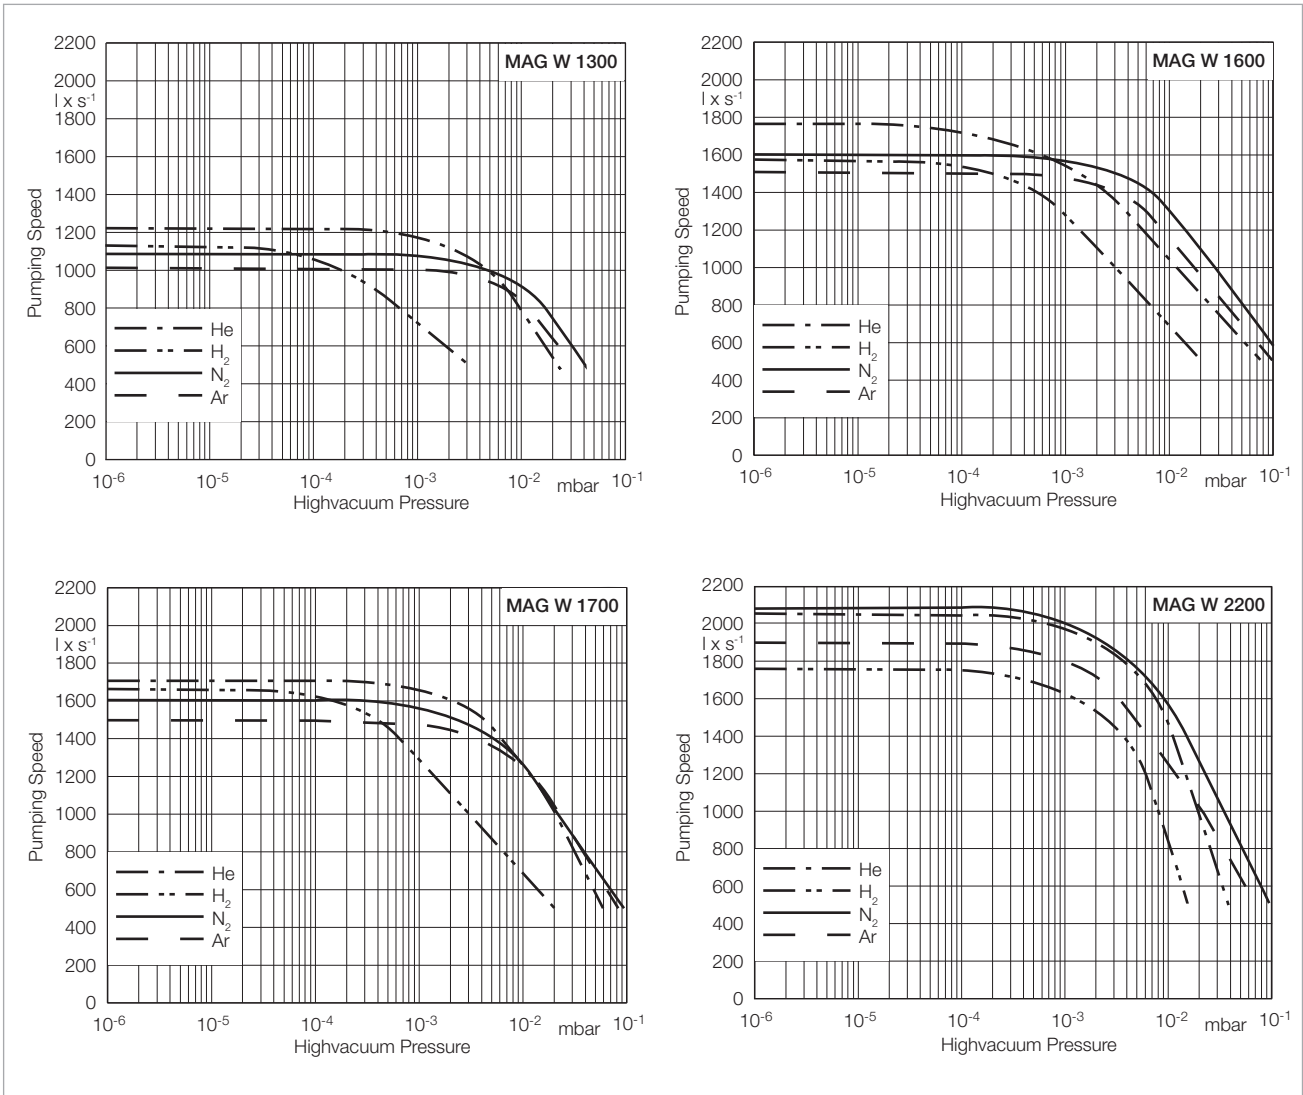 MAG W 1300
2200
2000
l x s-1
1800
1600
1400
1200
1000
800
600
400
200
0
Pumping Speed
He
H2
N2
Ar
10-6 10-5 10-4 10-3 10-2 mbar 10-1
Highvacuum Pressure
MAG W 1600
2200
2000
l x s-1
1800
1600
1400
1200
1000
800
600
400
200
0
Pumping Speed
He
H2
N2
Ar
10-6 10-5 10-4 10-3 10-2 mbar 10-1
Highvacuum Pressure
MAG W 1700
2200
2000
l x s-1
1800
1600
1400
1200
1000
800
600
400
200
0
Pumping Speed
He
H2
N2
Ar
10-6 10-5 10-4 10-3 10-2 mbar 10-1
Highvacuum Pressure
MAG W 2200
2200
2000
l x s-1
1800
1600
1400
1200
1000
800
600
400
200
0
Pumping Speed
He
H2
N2
Ar
10-6 10-5 10-4 10-3 10-2 mbar 10-1
Highvacuum Pressure